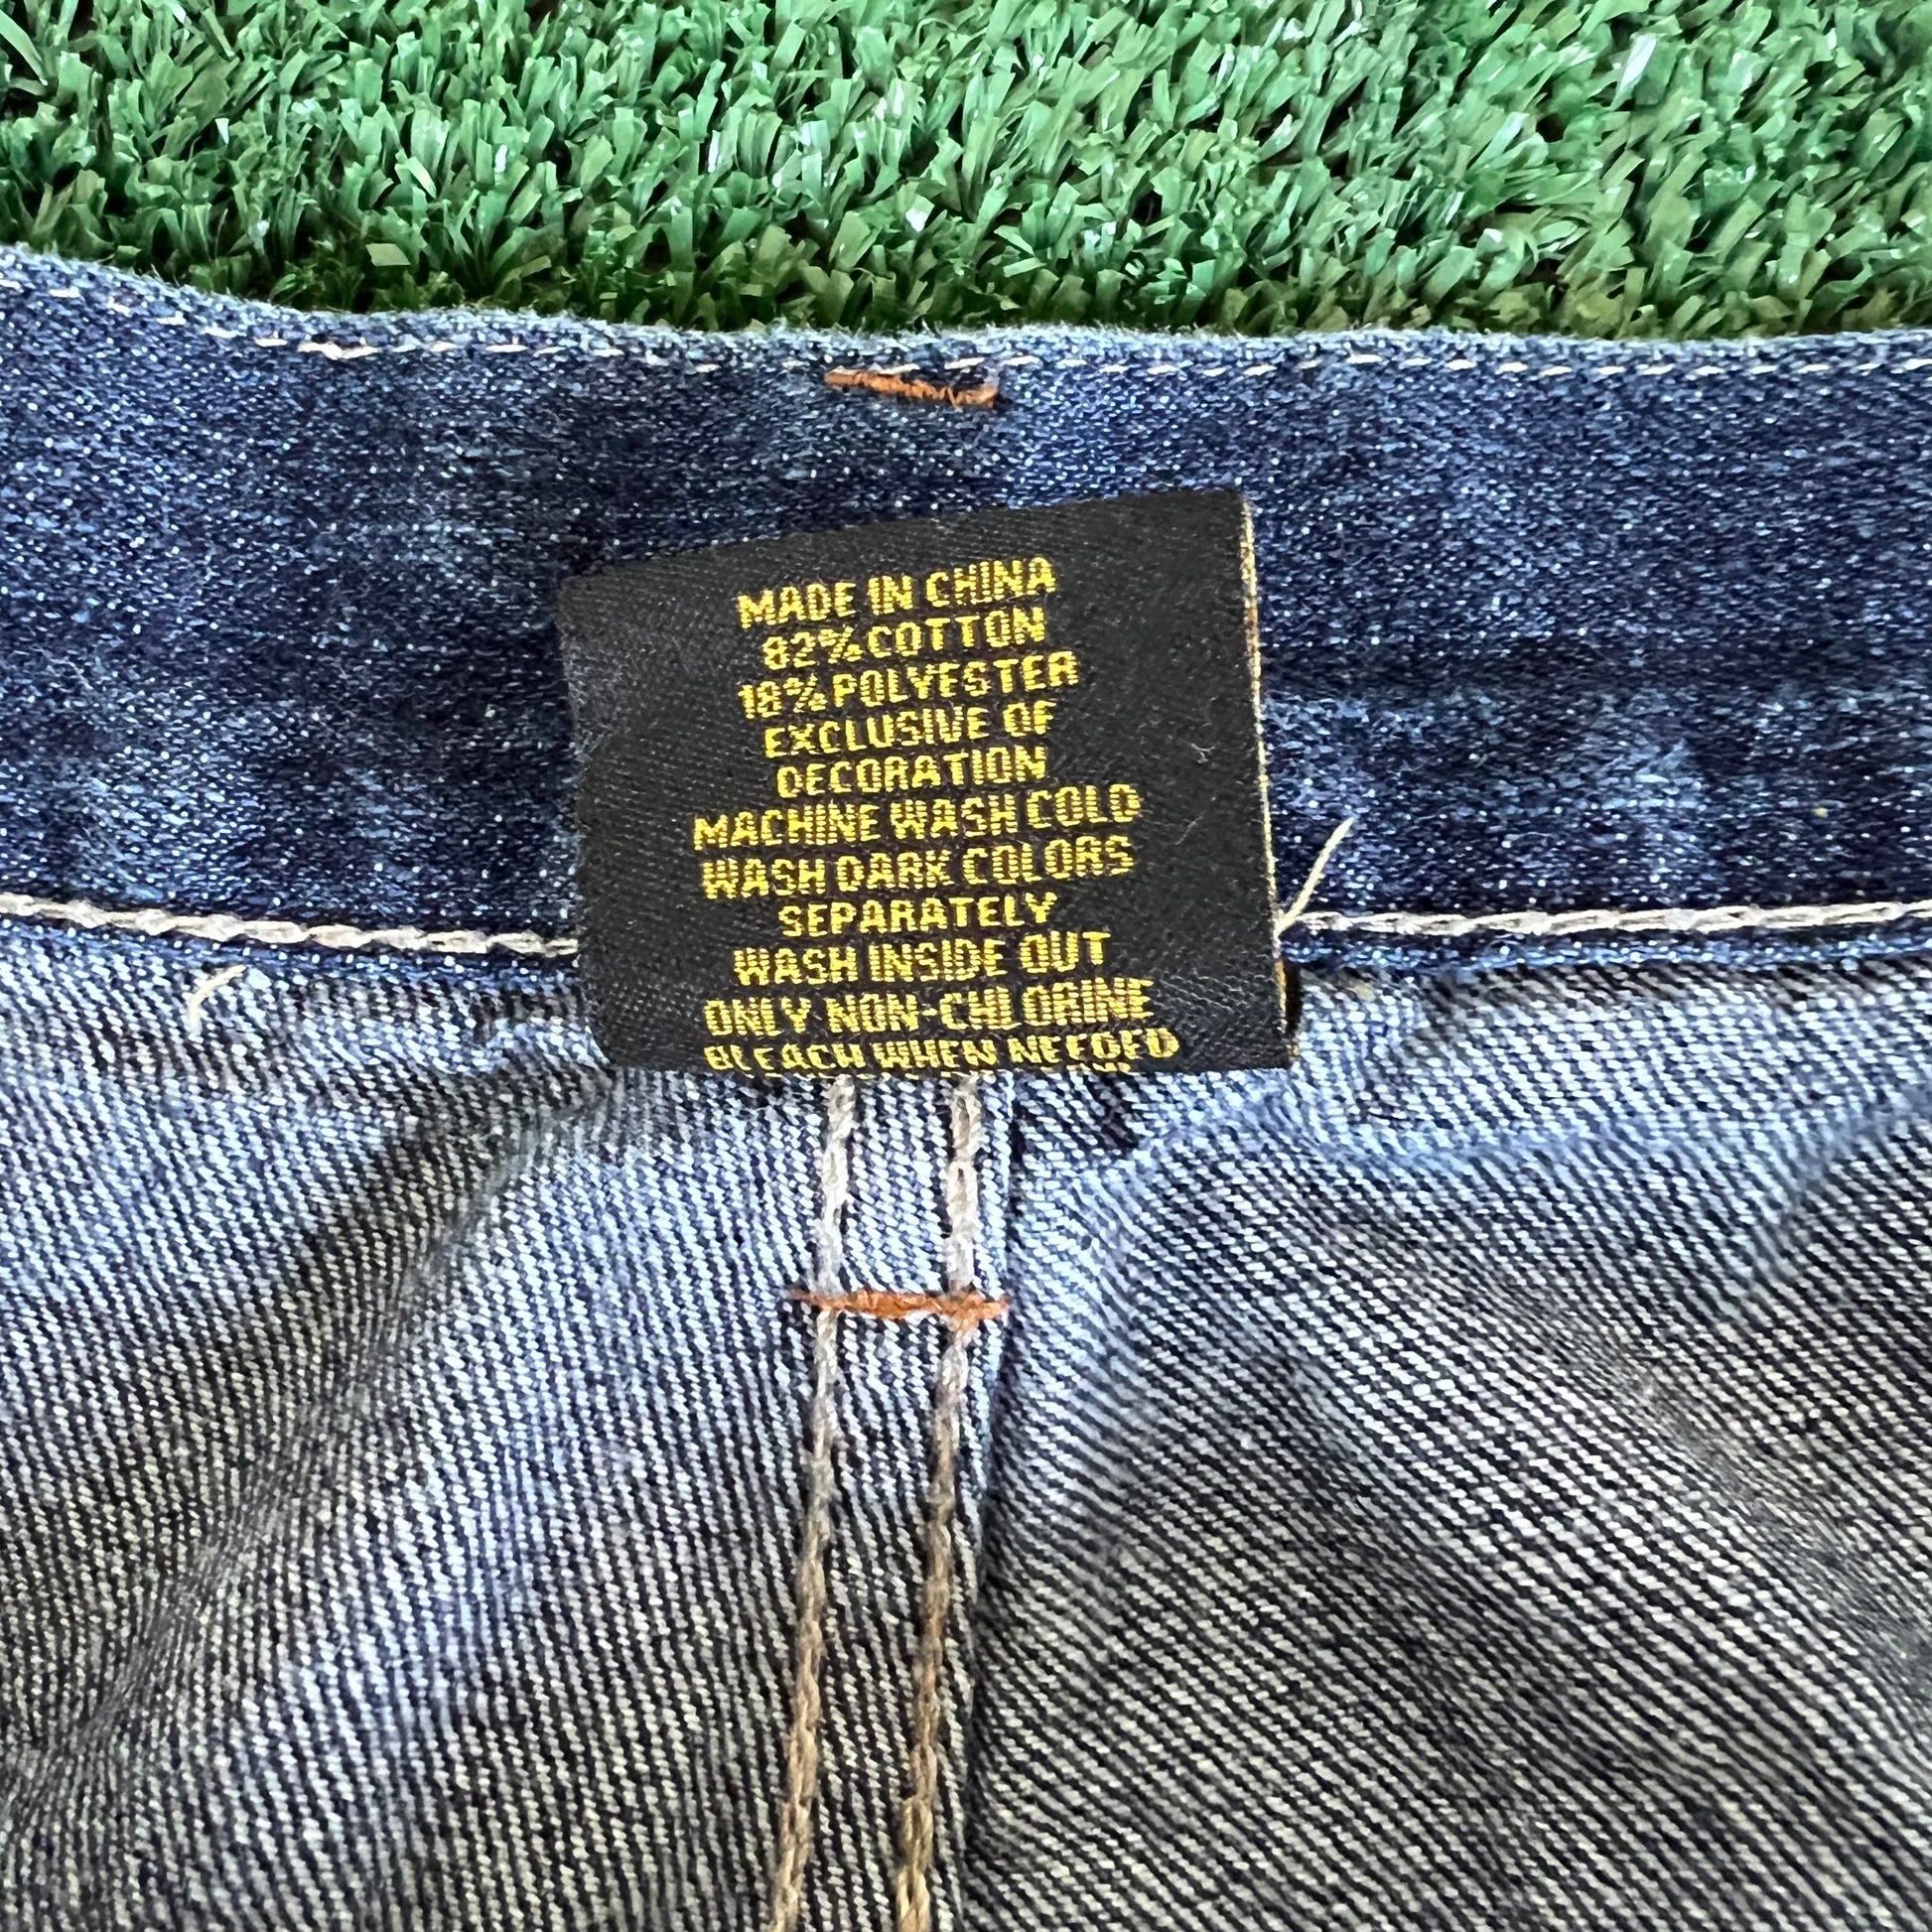 MADE IN CHINA
82% COTTON
18% POLYESTER
EXCLUSIVE OF
DECORATION
MACHINE WASH COLD
WASH DARK COLORS
SEPARATELY
WASH INSIDE OUT
ONLY NON-CHLORINE
BLEACH WHEN NEEDED